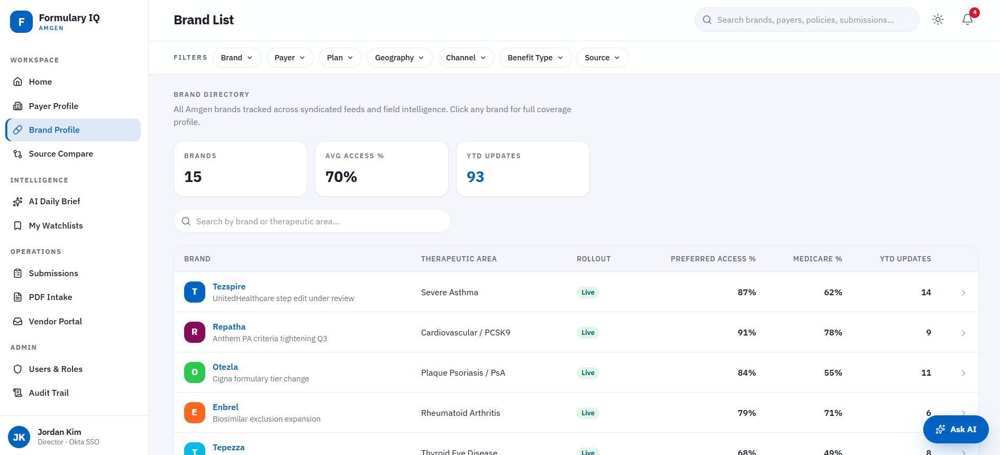 F
Formulary IQ
AMGEN
WORKSPACE
Home
Payer Profile
Brand Profile
Source Compare
INTELLIGENCE
AI Daily Brief
My Watchlists
OPERATIONS
Submissions
PDF Intake
Vendor Portal
ADMIN
Users & Roles
Audit Trail
JK
Jordan Kim
Director · Okta SSO
Brand List
Search brands, payers, policies, submissions...
4
FILTERS Brand Payer Plan Geography Channel Benefit Type Source
BRAND DIRECTORY
All Amgen brands tracked across syndicated feeds and field intelligence. Click any brand for full coverage
profile.
BRANDS
15
AVG ACCESS %
70%
YTD UPDATES
93
Search by brand or therapeutic area...
BRAND THERAPEUTIC AREA ROLLOUT PREFERRED ACCESS % MEDICARE % YTD UPDATES
T Tezspire
UnitedHealthcare step edit under review
Severe Asthma Live 87% 62% 14
R Repatha
Anthem PA criteria tightening Q3
Cardiovascular / PCSK9 Live 91% 78% 9
O Otezla
Cigna formulary tier change
Plaque Psoriasis / PsA Live 84% 55% 11
E Enbrel
Biosimilar exclusion expansion
Rheumatoid Arthritis Live 79% 71% 6
T Tepezza
Thyroid Eye Disease Live 68% 49% 8
Ask AI